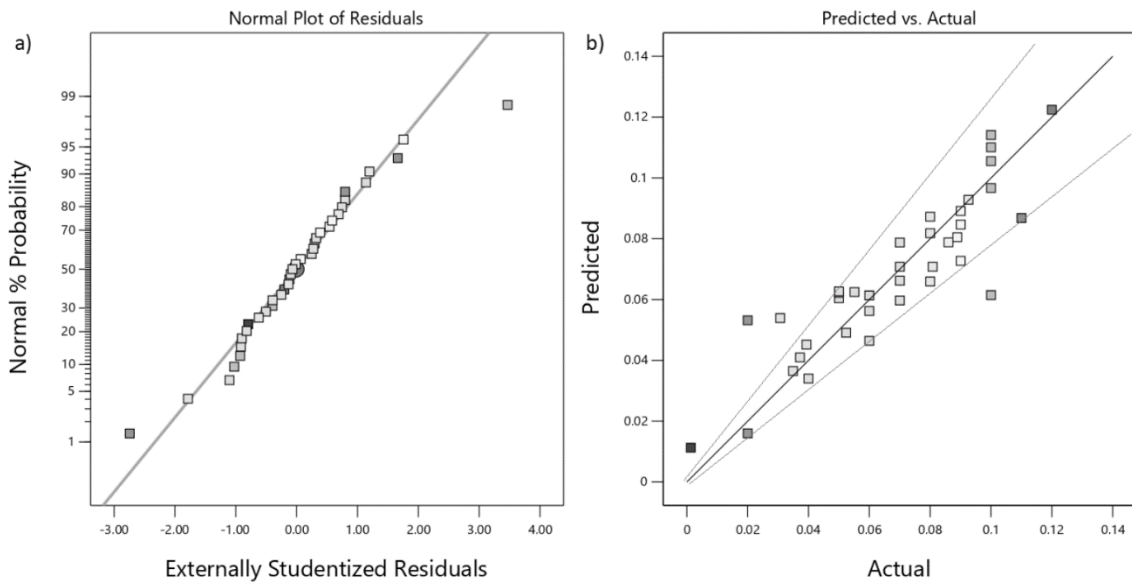 a)
Normal Plot of Residuals
Normal % Probability
99
95
90
80
70
50
30
20
10
5
1
-3.00 -2.00 -1.00 0.00 1.00 2.00 3.00 4.00
Externally Studentized Residuals
b)
Predicted vs. Actual
Predicted
0.14
0.12
0.1
0.08
0.06
0.04
0.02
0
0 0.02 0.04 0.06 0.08 0.1 0.12 0.14
Actual